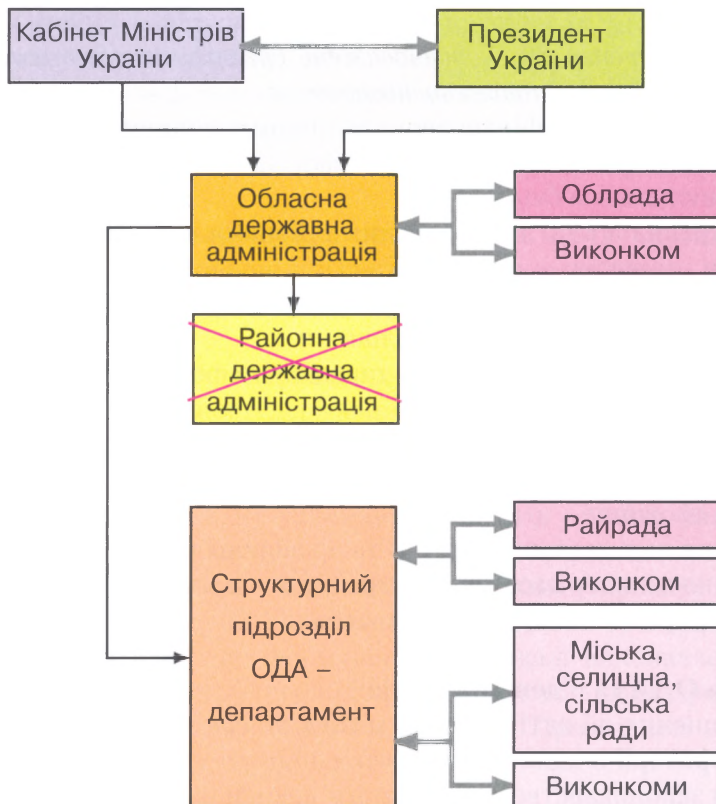 Кабінет Міністрів
України
Президент
України
Обласна
державна
адміністрація
Облрада
Виконком
Районна
державна
адміністрація
Структурний
підрозділ
ОДА –
департамент
Райрада
Виконком
Міська,
селищна,
сільська
ради
Виконкоми